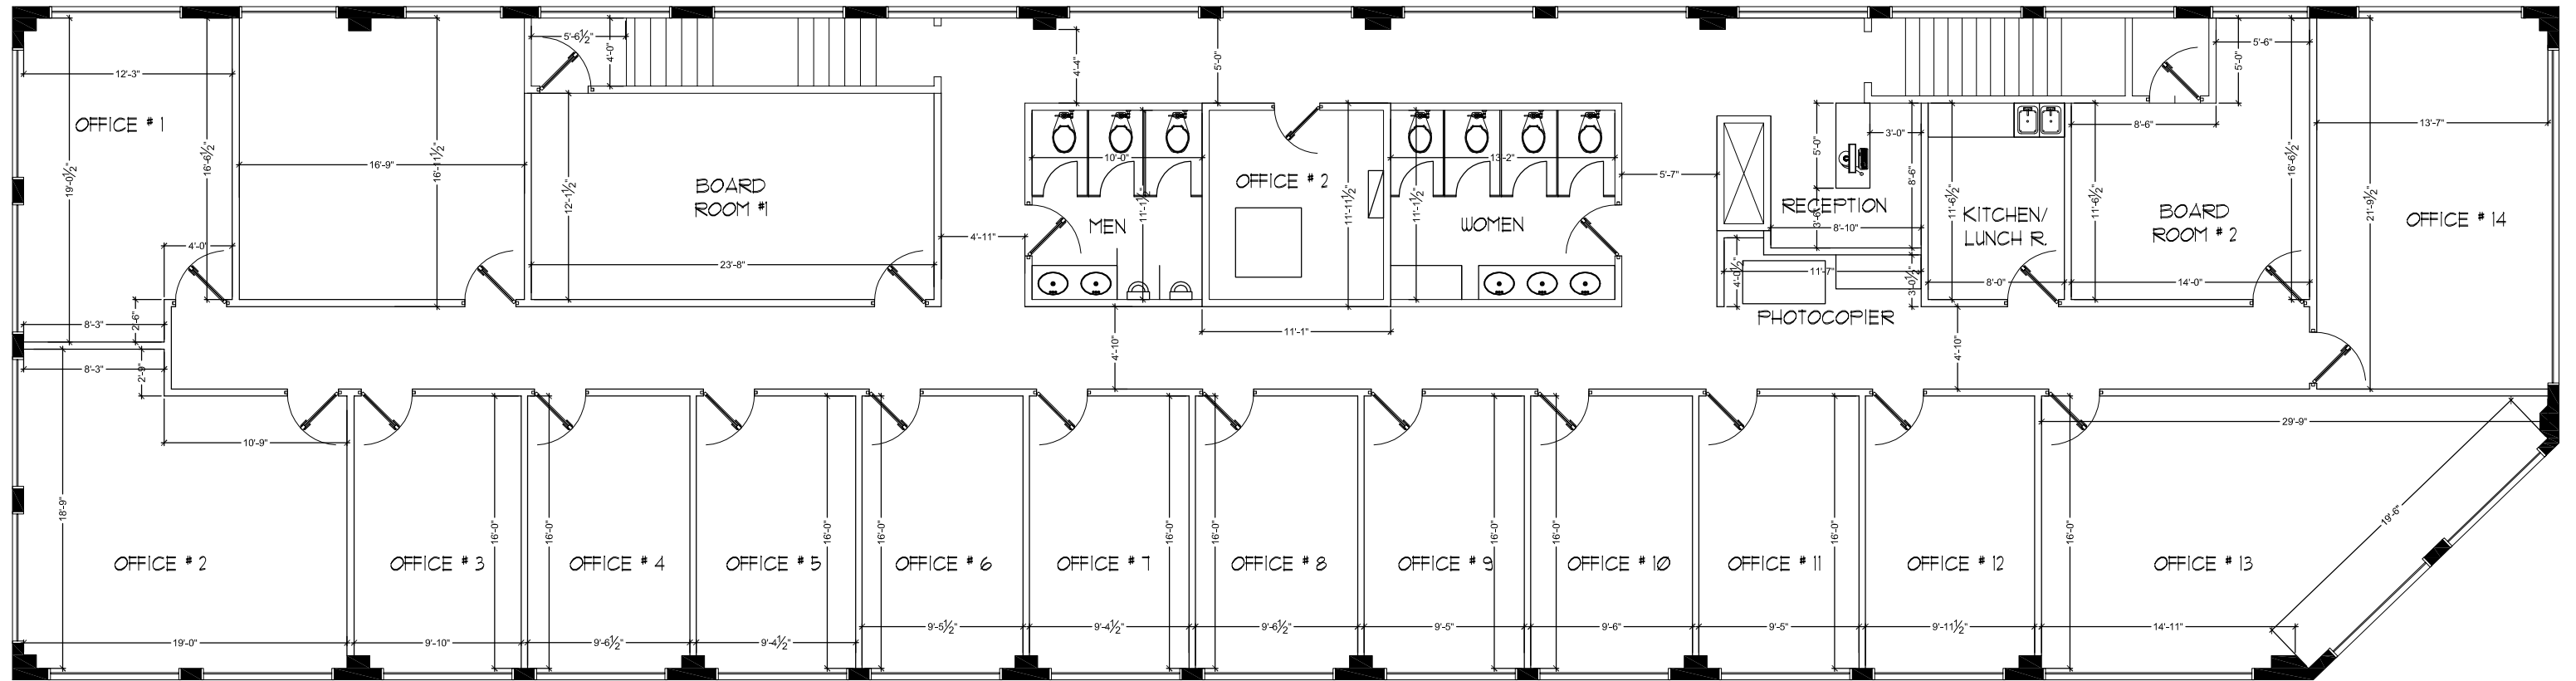 5'-6½"
4'-0"
4'-4"
5'-0"
5'-6"
5'-0"
12'-3"
OFFICE # 1
19'-0½"
16'-6½"
16'-9"
16'-11½"
12'-1½"
BOARD
ROOM #1
23'-8"
4'-0"
4'-11"
10'-0"
11'-1½"
MEN
OFFICE # 2
11'-11½"
13'-2"
11'-1½"
WOMEN
5'-7"
5'-0"
3'-0"
8'-6"
3'-6"
RECEPTION
8'-10"
11'-7"
4'-0½"
3'-0½"
PHOTOCOPIER
11'-6½"
KITCHEN/
LUNCH R.
8'-0"
8'-6"
11'-6½"
16'-6½"
BOARD
ROOM # 2
14'-0"
13'-7"
21'-9½"
OFFICE # 14
8'-3"
2'-6"
8'-3"
2'-9"
11'-1"
4'-10"
4'-10"
10'-9"
29'-9"
18'-9"
16'-0"
16'-0"
16'-0"
16'-0"
16'-0"
16'-0"
16'-0"
16'-0"
16'-0"
16'-0"
19'-6"
OFFICE # 2
OFFICE # 3
OFFICE # 4
OFFICE # 5
OFFICE # 6
OFFICE # 7
OFFICE # 8
OFFICE # 9
OFFICE # 10
OFFICE # 11
OFFICE # 12
OFFICE # 13
19'-0"
9'-10"
9'-6½"
9'-4½"
9'-5½"
9'-4½"
9'-6½"
9'-5"
9'-6"
9'-5"
9'-11½"
14'-11"